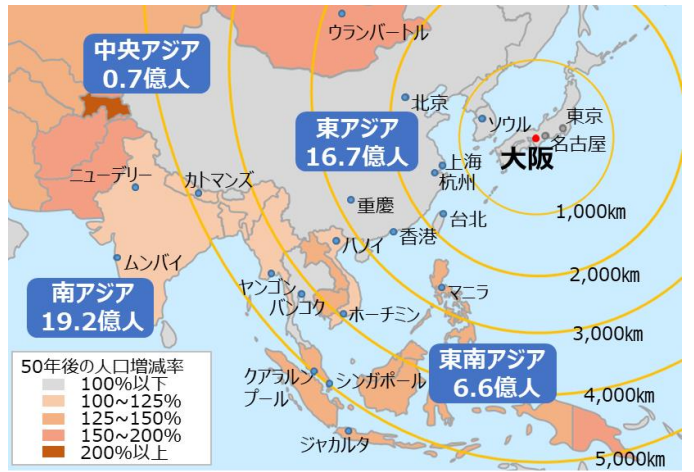 ウランバートル
中央アジア
0.7億人
北京
ソウル
東京
名古屋
大阪
東アジア
16.7億人
上海
杭州
ニューデリー
カトマンズ
重慶
台北
香港
1,000km
ハノイ
ムンバイ
2,000km
南アジア
19.2億人
ヤンゴン
バンコク
マニラ
ホーチミン
3,000km
東南アジア
6.6億人
50年後の人口増減率
100%以下
100~125%
125~150%
150~200%
200%以上
クアラルン
プール
シンガポール
4,000km
ジャカルタ
5,000km